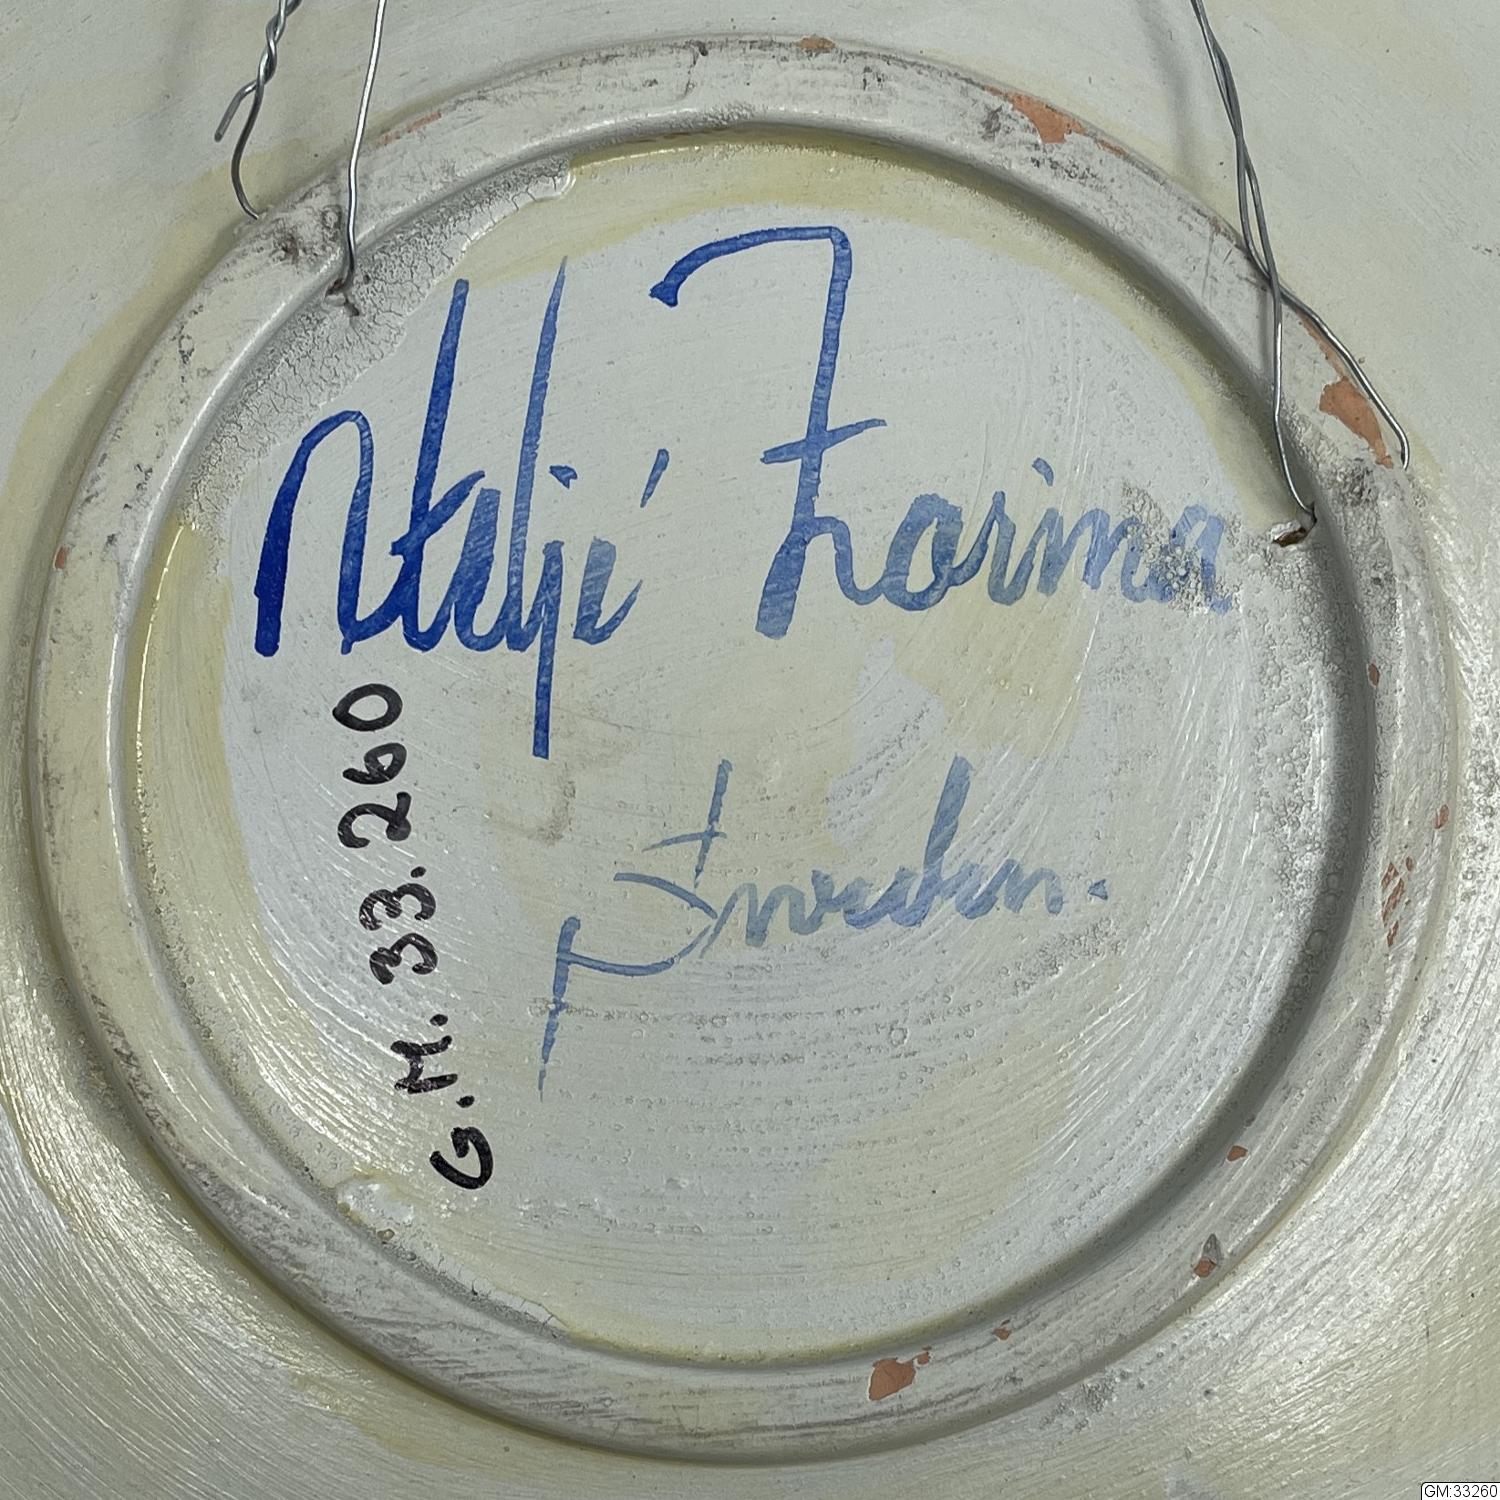 Ateljé Forma
Sweden.
G.M. 33.260
GM:33260